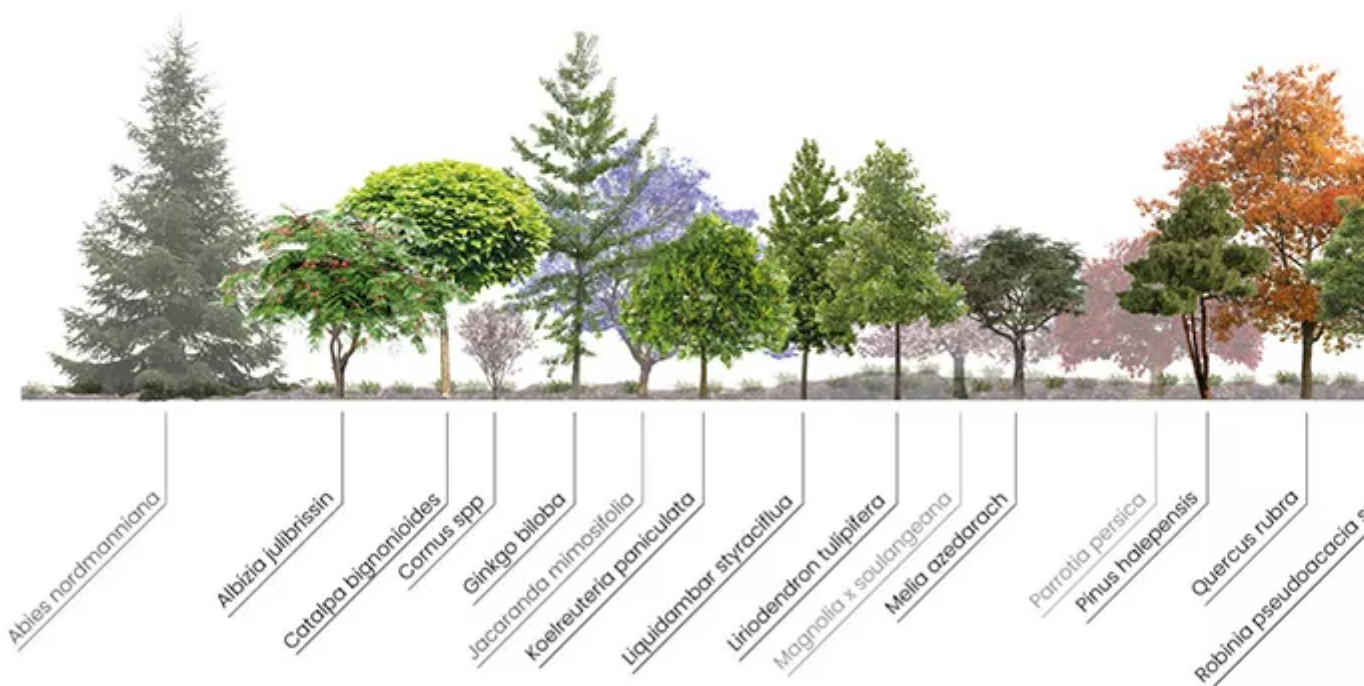 Abies nordmanniana
Albizia julibrissin
Catalpa bignonioides
Cornus spp
Ginkgo biloba
Jacaranda mimosifolia
Koelreuteria paniculata
Liquidambar styraciflua
Liriodendron tulipifera
Magnolia x soulangeana
Melia azedarach
Parrotia persica
Pinus halepensis
Quercus rubra
Robinia pseudoacacia s